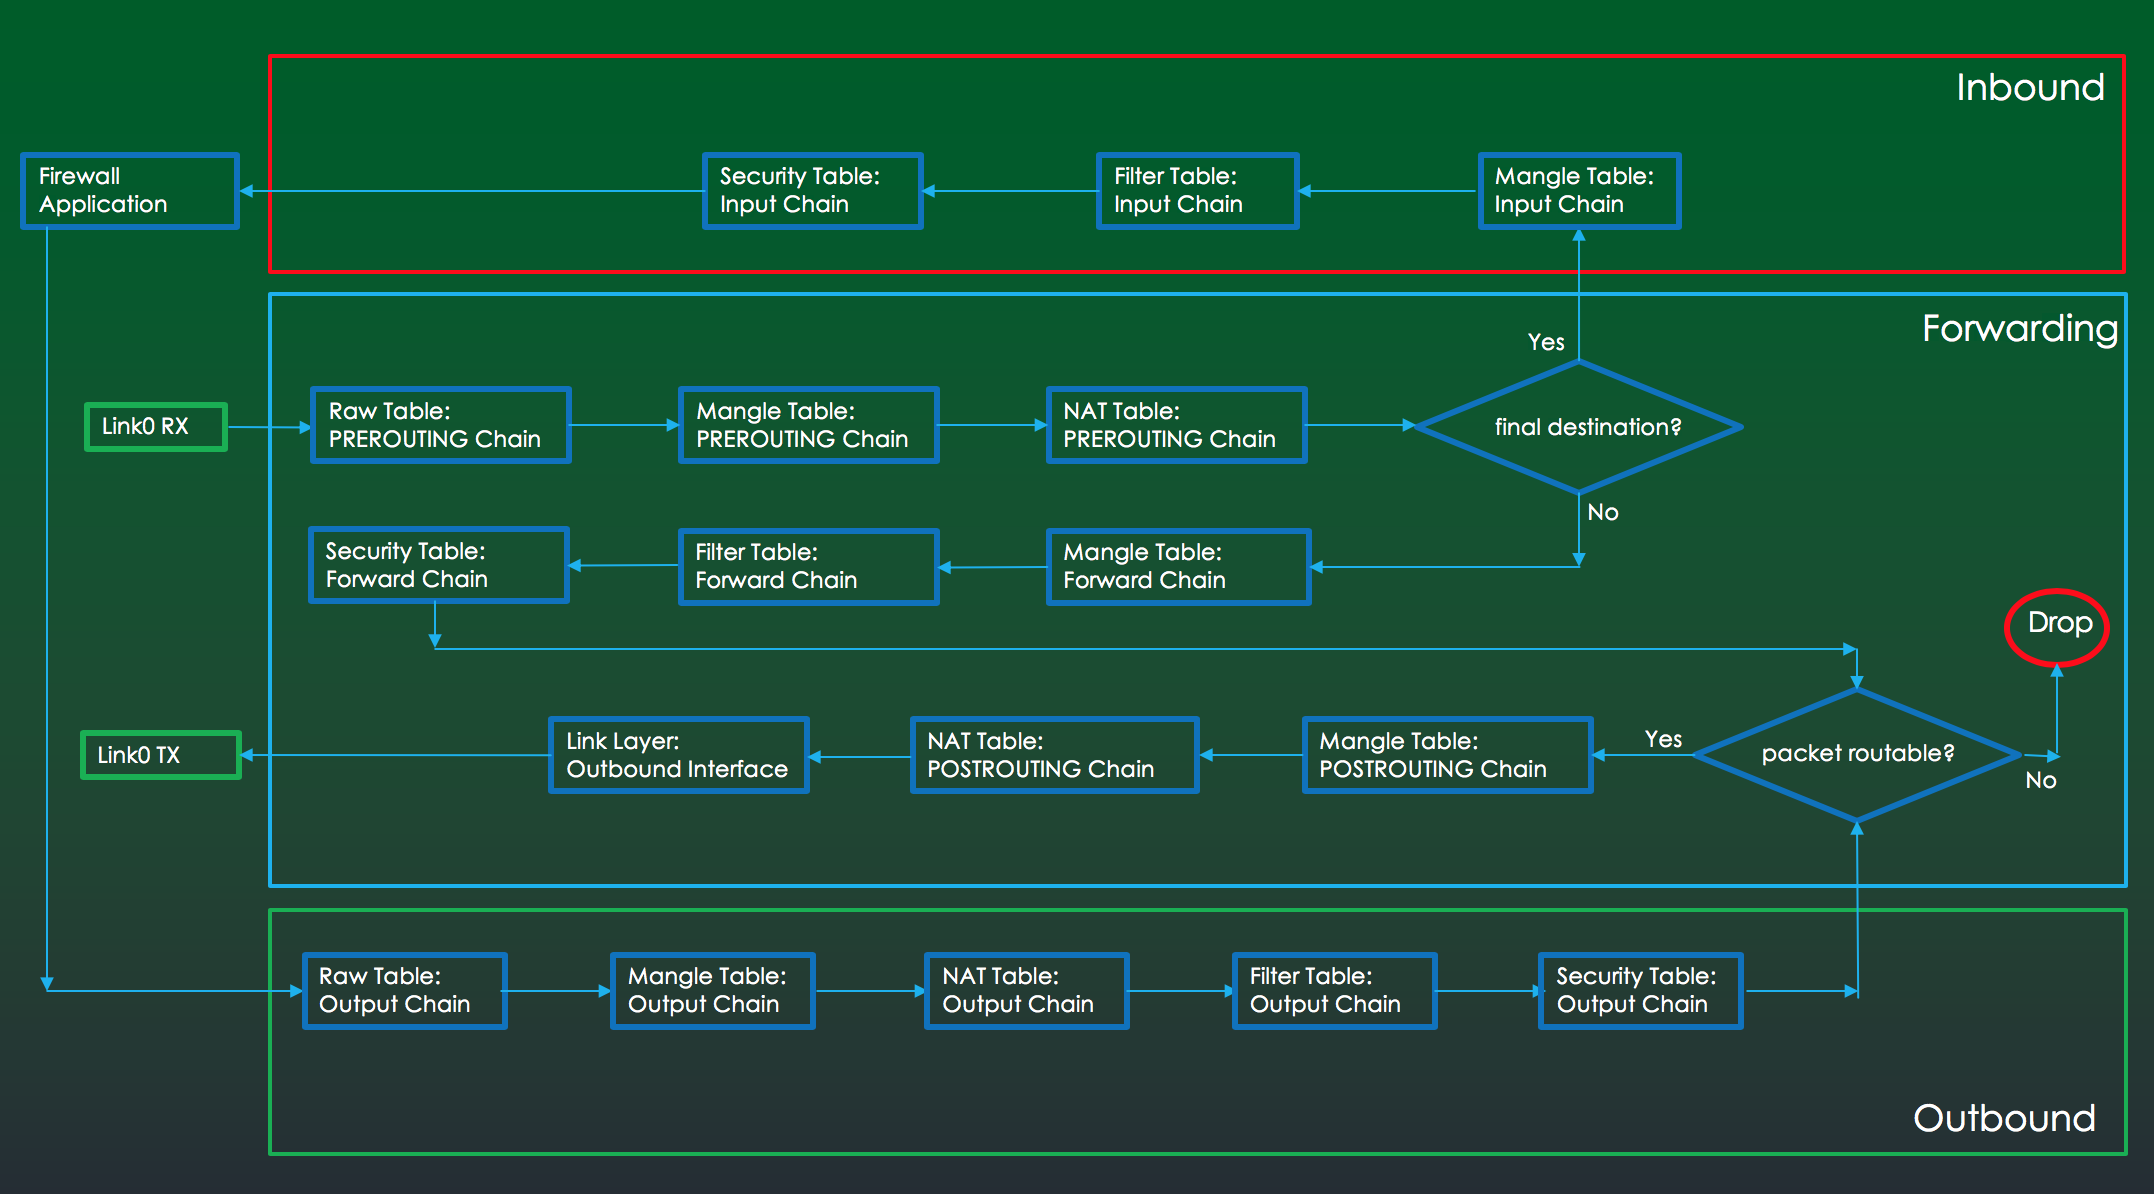 Inbound
Firewall
Application
Security Table:
Input Chain
Filter Table:
Input Chain
Mangle Table:
Input Chain
Forwarding
Yes
Link0 RX
Raw Table:
PREROUTING Chain
Mangle Table:
PREROUTING Chain
NAT Table:
PREROUTING Chain
final destination?
No
Security Table:
Forward Chain
Filter Table:
Forward Chain
Mangle Table:
Forward Chain
Drop
Link0 TX
Link Layer:
Outbound Interface
NAT Table:
POSTROUTING Chain
Mangle Table:
POSTROUTING Chain
Yes
packet routable?
No
Raw Table:
Output Chain
Mangle Table:
Output Chain
NAT Table:
Output Chain
Filter Table:
Output Chain
Security Table:
Output Chain
Outbound